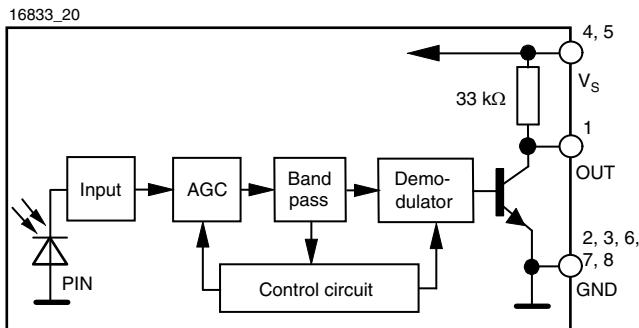 16833_20
4, 5
V_S
33 kΩ
1
OUT
Input
AGC
Band
pass
Demo-
dulator
2, 3, 6,
7, 8
GND
PIN
Control circuit